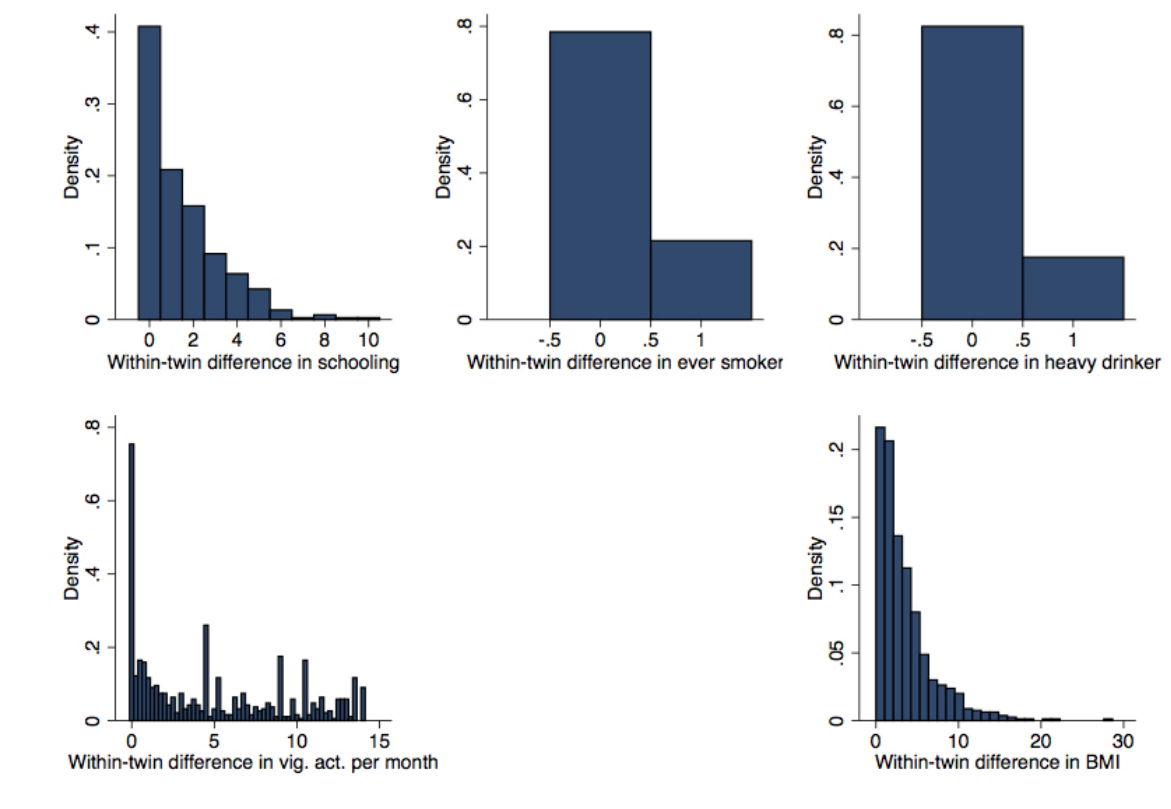 Density
.4
.3
.2
.1
0
0 2 4 6 8 10
Within-twin difference in schooling
Density
.8
.6
.4
.2
0
-.5 0 .5 1
Within-twin difference in ever smoker
Density
.8
.6
.4
.2
0
-.5 0 .5 1
Within-twin difference in heavy drinker
Density
.8
.6
.4
.2
0
0 5 10 15
Within-twin difference in vig. act. per month
Density
.2
.15
.1
.05
0
0 10 20 30
Within-twin difference in BMI